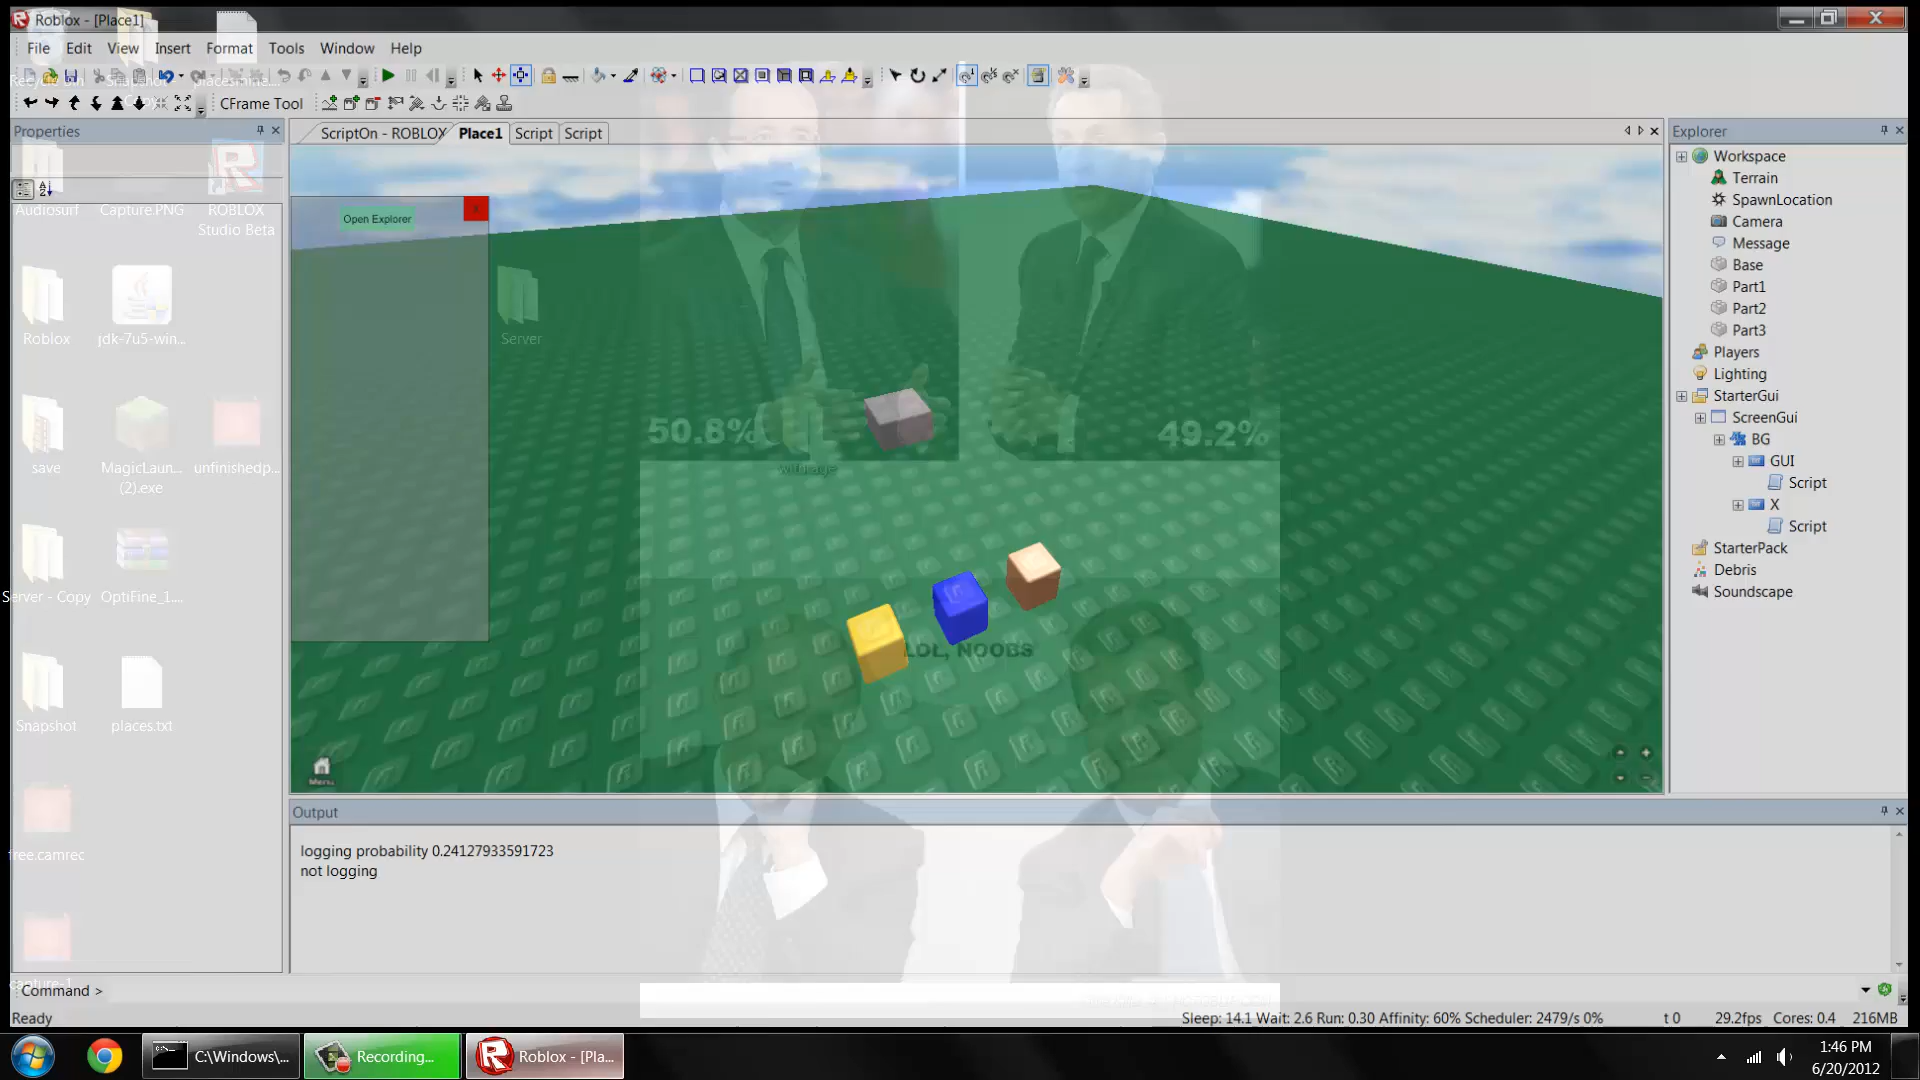 Roblox - [Place1]
File Edit View Insert Format Tools Window Help
CFrame Tool
Properties
ScriptOn - ROBLOX Place1 Script Script
Explorer
Open Explorer
X
Workspace
Terrain
SpawnLocation
Camera
Message
Base
Part1
Part2
Part3
Players
Lighting
StarterGui
ScreenGui
BG
GUI
Script
X
Script
StarterPack
Debris
Soundscape
Recycle Bin
Audiosurf Capture.PNG ROBLOX Studio Beta
Roblox jdk-7u5-win... Server
save MagicLaun... (2).exe unfinishedp...
Server - Copy OptiFine_1....
Snapshot places.txt
free.camrec
capture-1
50.8% 49.2%
LOL, NOOBS
Menu
Output
logging probability 0.24127933591723
not logging
Command >
Ready
Sleep: 14.1 Wait: 2.6 Run: 0.30 Affinity: 60% Scheduler: 2479/s 0% t 0 29.2fps Cores: 0.4 216MB
C:\Windows\... Recording... Roblox - [Pla...
1:46 PM
6/20/2012